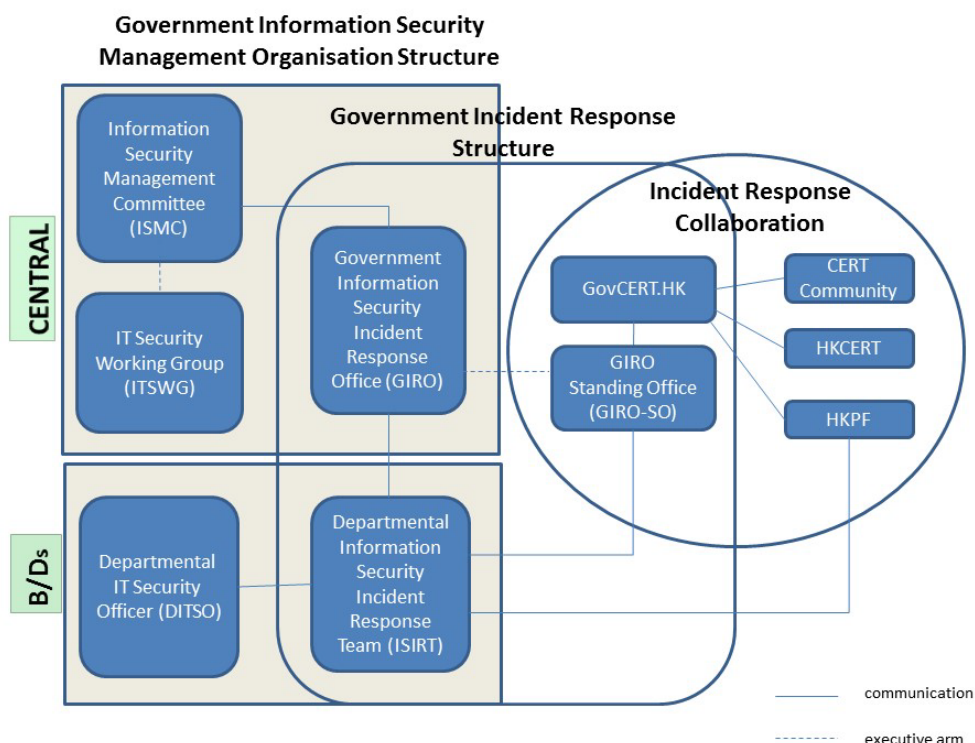 Government Information Security
Management Organisation Structure
Government Incident Response
Structure
Incident Response
Collaboration
CENTRAL
Information
Security
Management
Committee
(ISMC)
IT Security
Working Group
(ITSWG)
Government
Information
Security
Incident
Response
Office (GIRO)
GovCERT.HK
GIRO
Standing Office
(GIRO-SO)
CERT
Community
HKCERT
HKPF
B/Ds
Departmental
IT Security
Officer (DITSO)
Departmental
Information
Security
Incident
Response
Team (ISIRT)
communication
executive arm